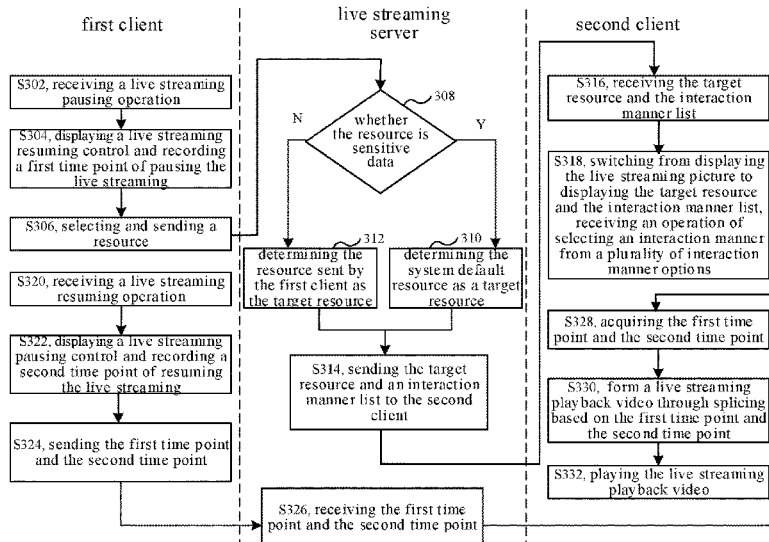 first client
S302, receiving a live streaming
pausing operation
S304, displaying a live streaming
resuming control and recording
a first time point of pausing the
live streaming
S306, selecting and sending a
resource
S320, receiving a live streaming
resuming operation
S322, displaying a live streaming
pausing control and recording a
second time point of resuming
the live streaming
S324, sending the first time point
and the second time point
live streaming
server
308
whether
the resource is
sensitive
data
N
Y
312
determining the
resource sent by
the first client as
the target resource
310
determining the
system default
resource as a target
resource
S314, sending the target
resource and an interaction
manner list to the second
client
S326, receiving the first time
point and the second time point
second client
S316, receiving the target
resource and the interaction
manner list
S318, switching from displaying
the live streaming picture to
displaying the target resource
and the interaction manner list,
receiving an operation of
selecting an interaction manner
from a plurality of interaction
manner options
S328, acquiring the first time
point and the second time point
S330, form a live streaming
playback video through splicing
based on the first time point and
the second time point
S332, playing the live streaming
playback video